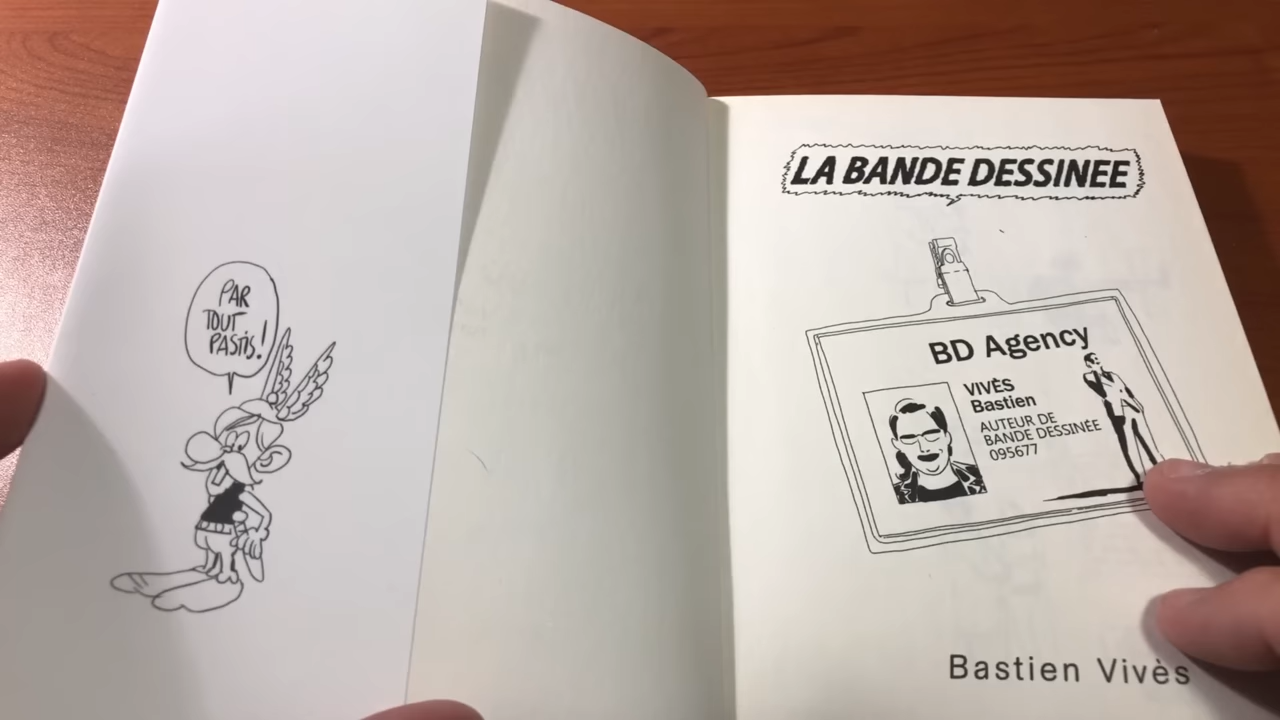 PAR
TOUT
PASTIS!
LA BANDE DESSINEE
BD Agency
VIVÈS
Bastien
AUTEUR DE
BANDE DESSINÉE
095677
Bastien Vivès